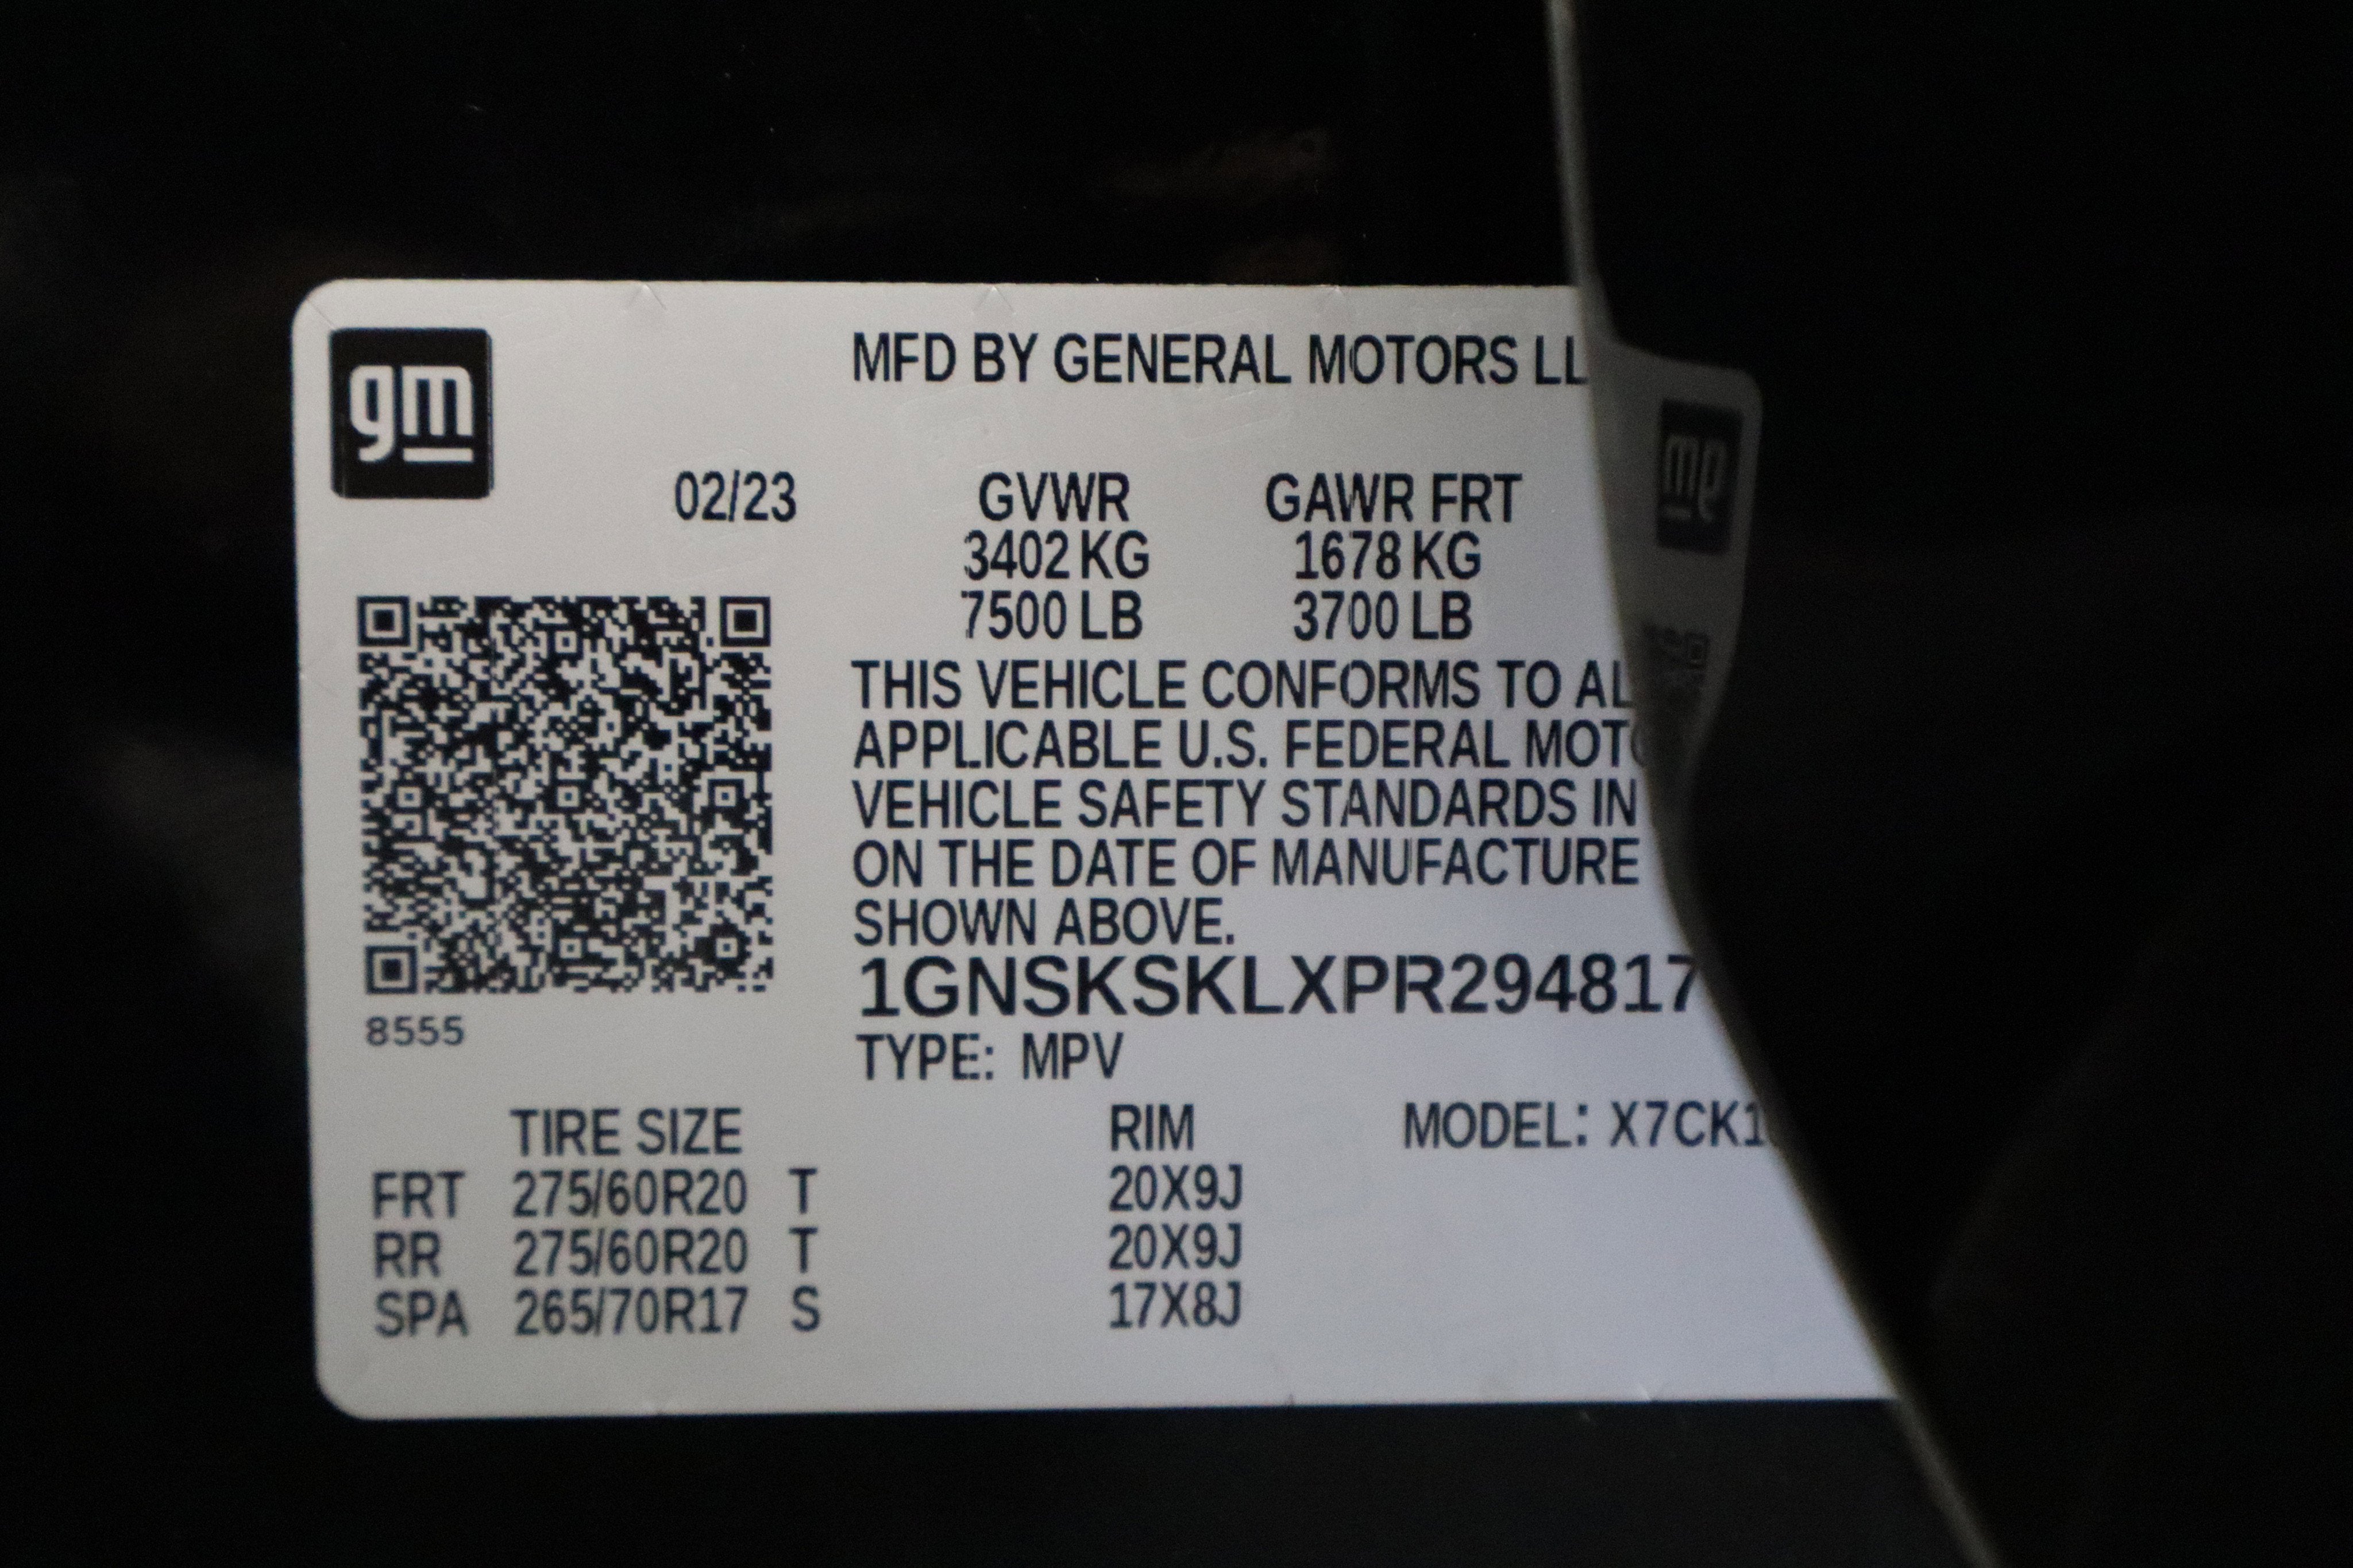 gm
MFD BY GENERAL MOTORS LL
02/23 GVWR GAWR FRT
3402 KG 1678 KG
7500 LB 3700 LB
THIS VEHICLE CONFORMS TO AL
APPLICABLE U.S. FEDERAL MOTO
VEHICLE SAFETY STANDARDS IN
ON THE DATE OF MANUFACTURE
SHOWN ABOVE.
1GNSKSKLXPR294817
8555
TYPE: MPV
TIRE SIZE RIM MODEL: X7CK1
FRT 275/60R20 T 20X9J
RR 275/60R20 T 20X9J
SPA 265/70R17 S 17X8J